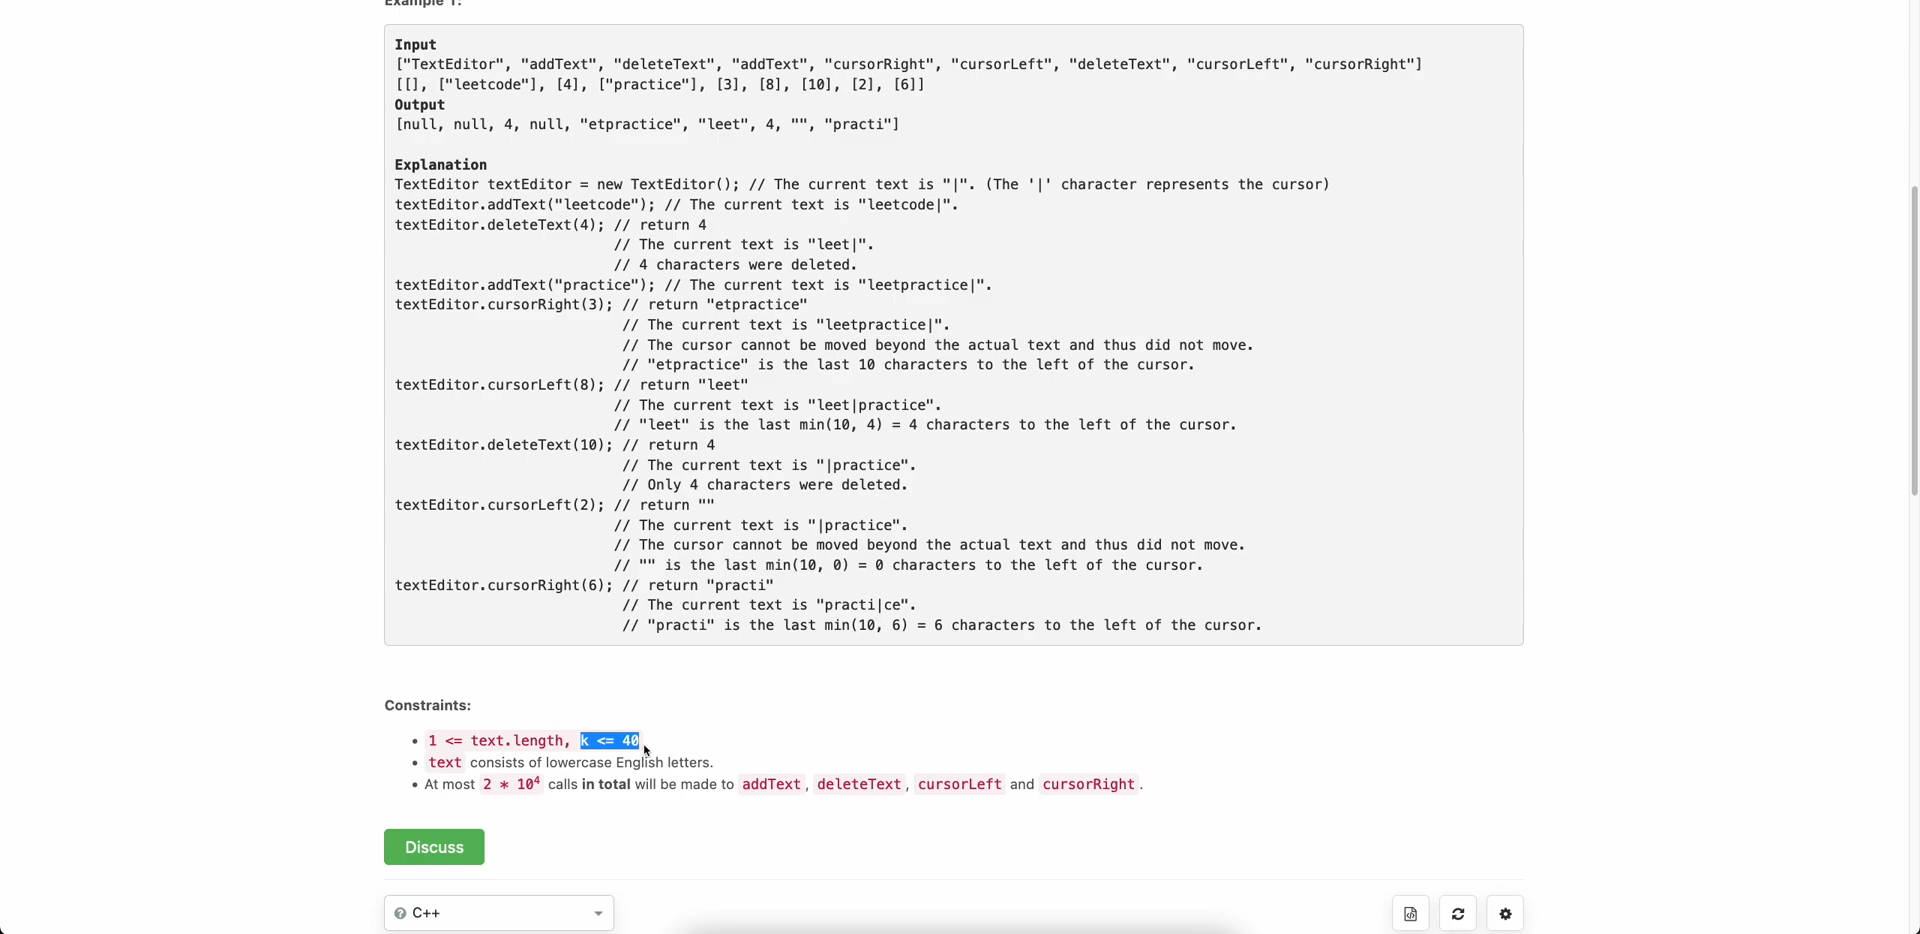 Example 1:
Input
["TextEditor", "addText", "deleteText", "addText", "cursorRight", "cursorLeft", "deleteText", "cursorLeft", "cursorRight"]
[[], ["leetcode"], [4], ["practice"], [3], [8], [10], [2], [6]]
Output
[null, null, 4, null, "etpractice", "leet", 4, "", "practi"]
Explanation
TextEditor textEditor = new TextEditor(); // The current text is "|". (The '|' character represents the cursor)
textEditor.addText("leetcode"); // The current text is "leetcode|".
textEditor.deleteText(4); // return 4
// The current text is "leet|".
// 4 characters were deleted.
textEditor.addText("practice"); // The current text is "leetpractice|".
textEditor.cursorRight(3); // return "etpractice"
// The current text is "leetpractice|".
// The cursor cannot be moved beyond the actual text and thus did not move.
// "etpractice" is the last 10 characters to the left of the cursor.
textEditor.cursorLeft(8); // return "leet"
// The current text is "leet|practice".
// "leet" is the last min(10, 4) = 4 characters to the left of the cursor.
textEditor.deleteText(10); // return 4
// The current text is "|practice".
// Only 4 characters were deleted.
textEditor.cursorLeft(2); // return ""
// The current text is "|practice".
// The cursor cannot be moved beyond the actual text and thus did not move.
// "" is the last min(10, 0) = 0 characters to the left of the cursor.
textEditor.cursorRight(6); // return "practi"
// The current text is "practi|ce".
// "practi" is the last min(10, 6) = 6 characters to the left of the cursor.
Constraints:
• 1 <= text.length, k <= 40
• text consists of lowercase English letters.
• At most 2 * 10⁴ calls in total will be made to addText, deleteText, cursorLeft and cursorRight.
Discuss
C++